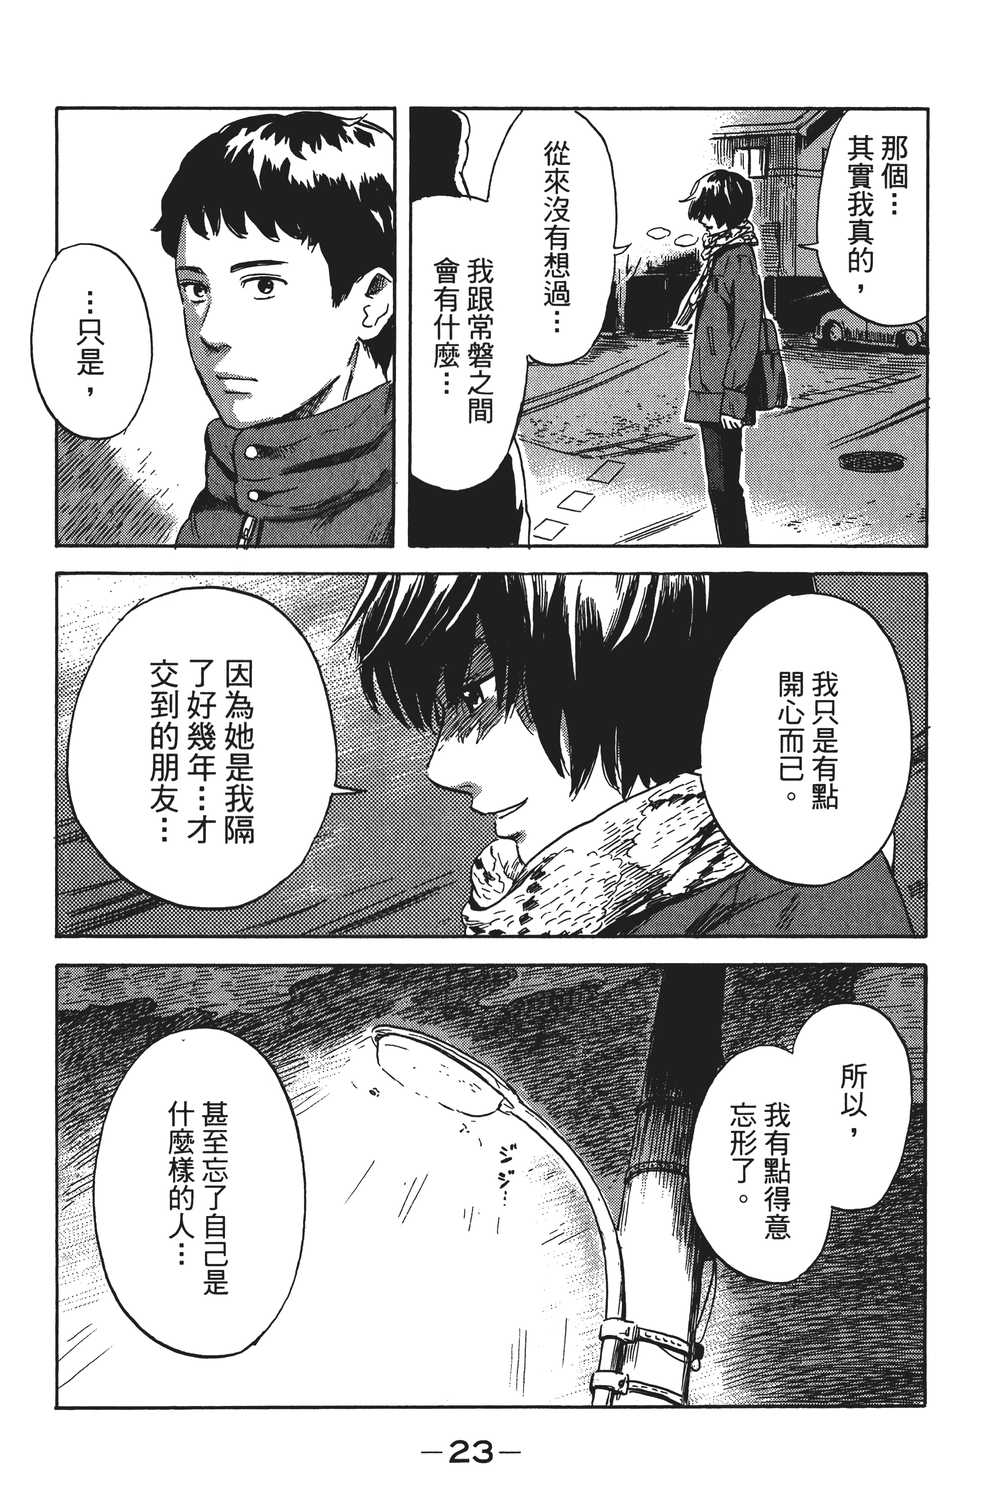 那個…
其實我真的，
從來沒有想過…
我跟常磐之間
會有什麼…
…只是，
我只是有點
開心而已。
因為她是我隔
了好幾年…才
交到的朋友…
所以，
我有點得意
忘形了。
ジジ…
甚至忘了自己是
什麼樣的人…
—23—